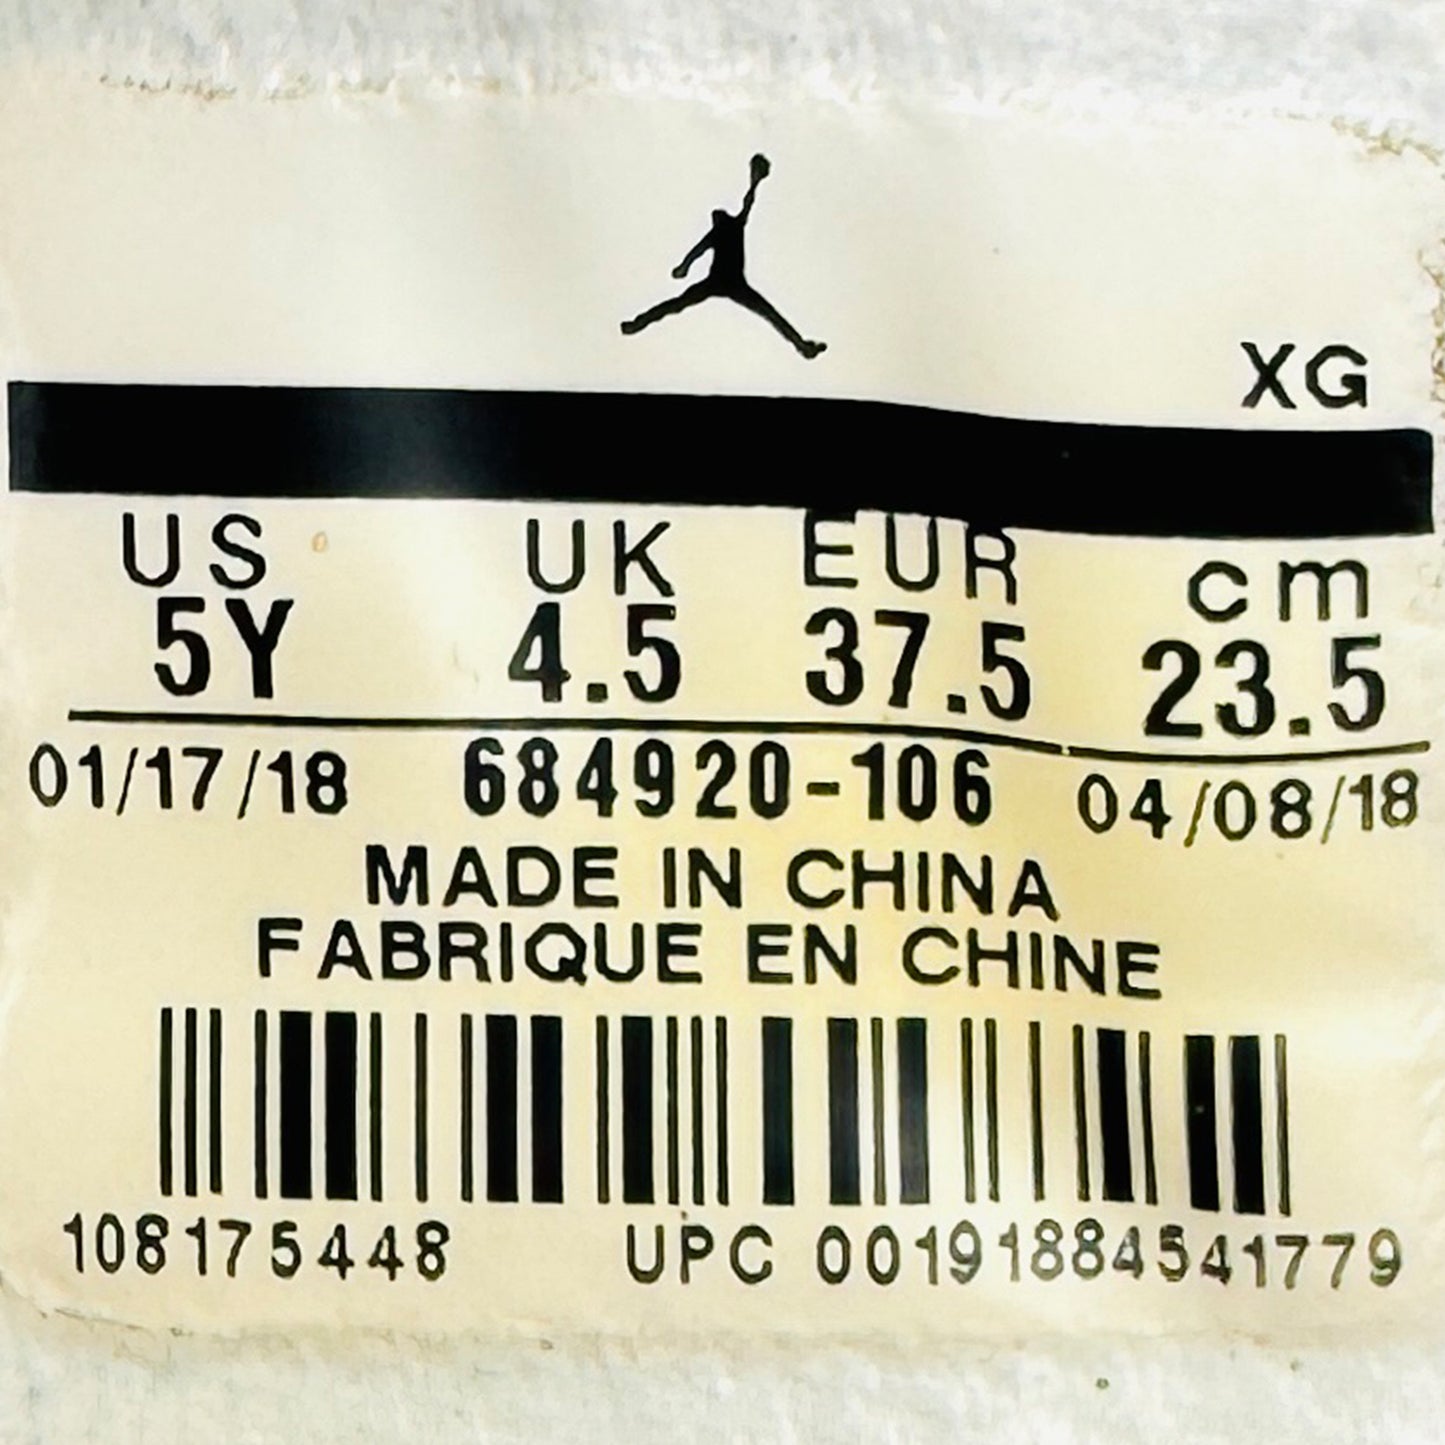 XG
US UK EUR cm
5Y 4.5 37.5 23.5
01/17/18 684920-106 04/08/18
MADE IN CHINA
FABRIQUE EN CHINE
108175448 UPC 00191884541779